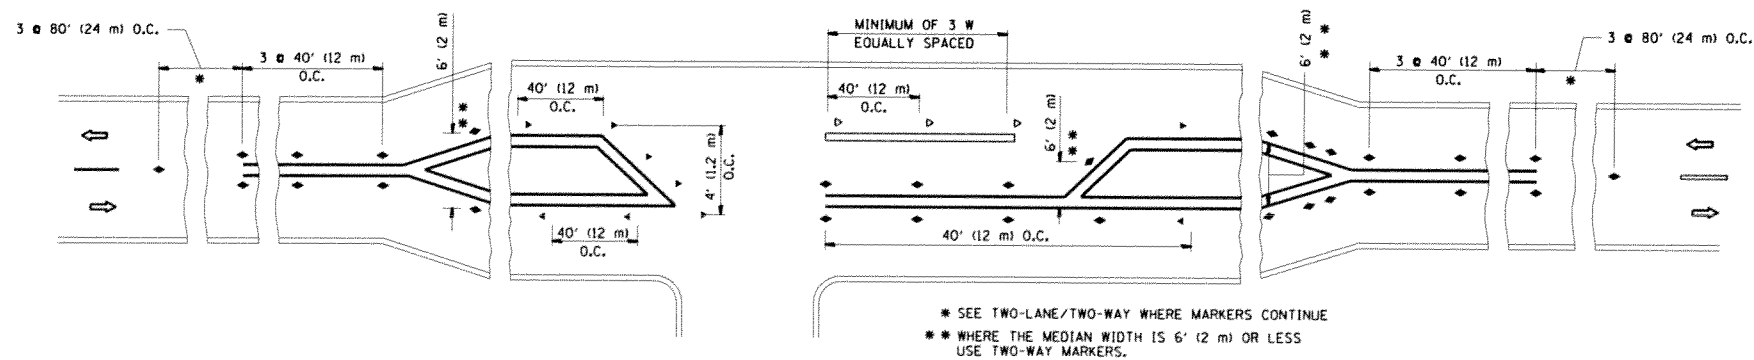 3 @ 80' (24 m) O.C.
3 @ 40' (12 m)
O.C.
*
6' (2 m)
**
40' (12 m)
O.C.
40' (12 m)
O.C.
4' (1.2 m)
O.C.
MINIMUM OF 3 W
EQUALLY SPACED
40' (12 m)
O.C.
6' (2 m)
**
40' (12 m) O.C.
6' (2 m)
**
3 @ 40' (12 m)
O.C.
*
3 @ 80' (24 m) O.C.
* SEE TWO-LANE/TWO-WAY WHERE MARKERS CONTINUE
** WHERE THE MEDIAN WIDTH IS 6' (2 m) OR LESS
USE TWO-WAY MARKERS.